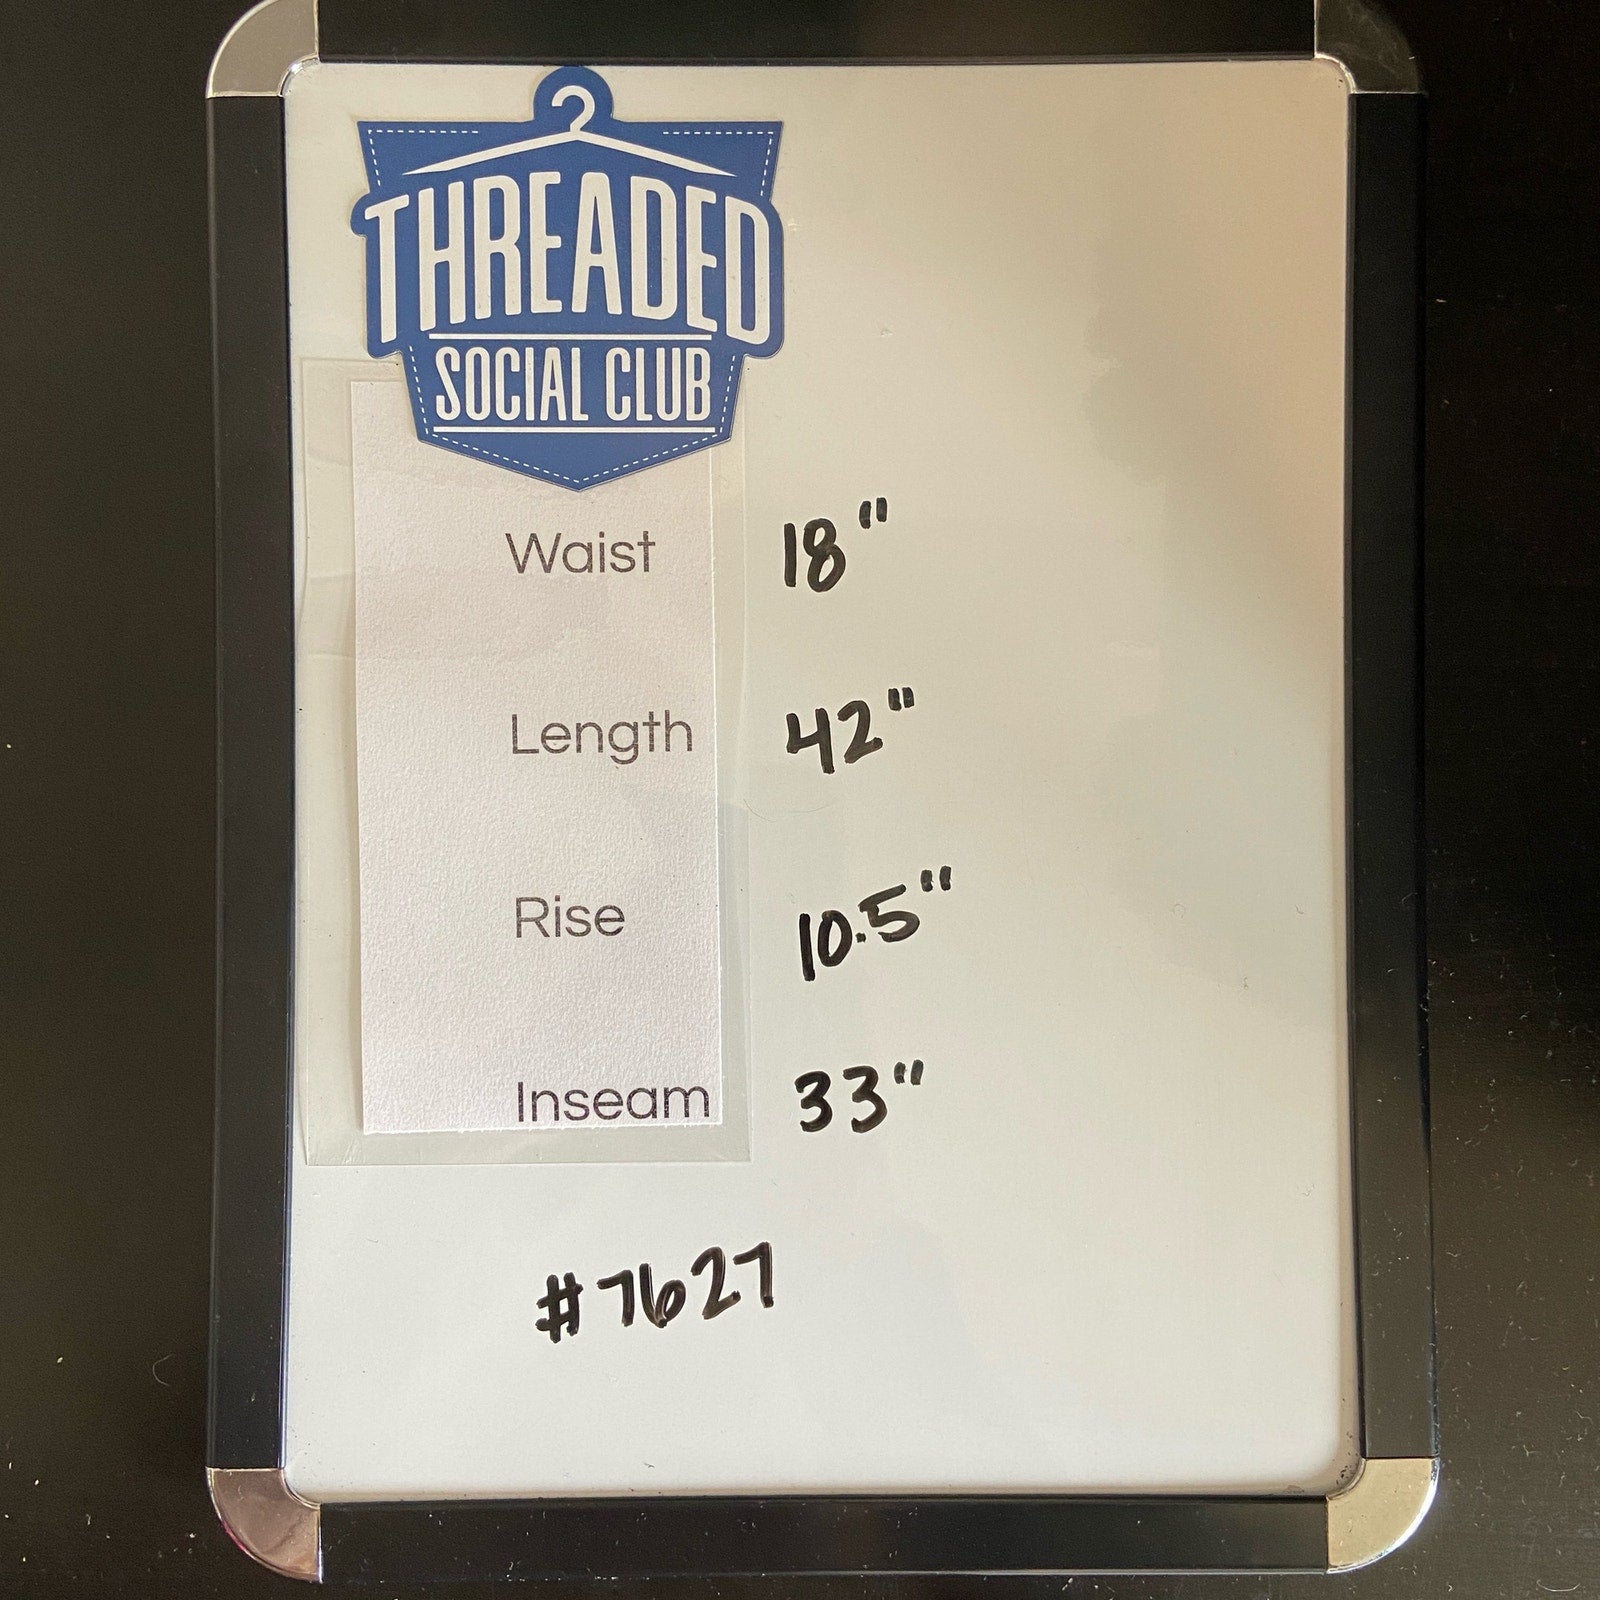 THREADED
SOCIAL CLUB
Waist 18"
Length 42"
Rise 10.5"
Inseam 33"
#7627